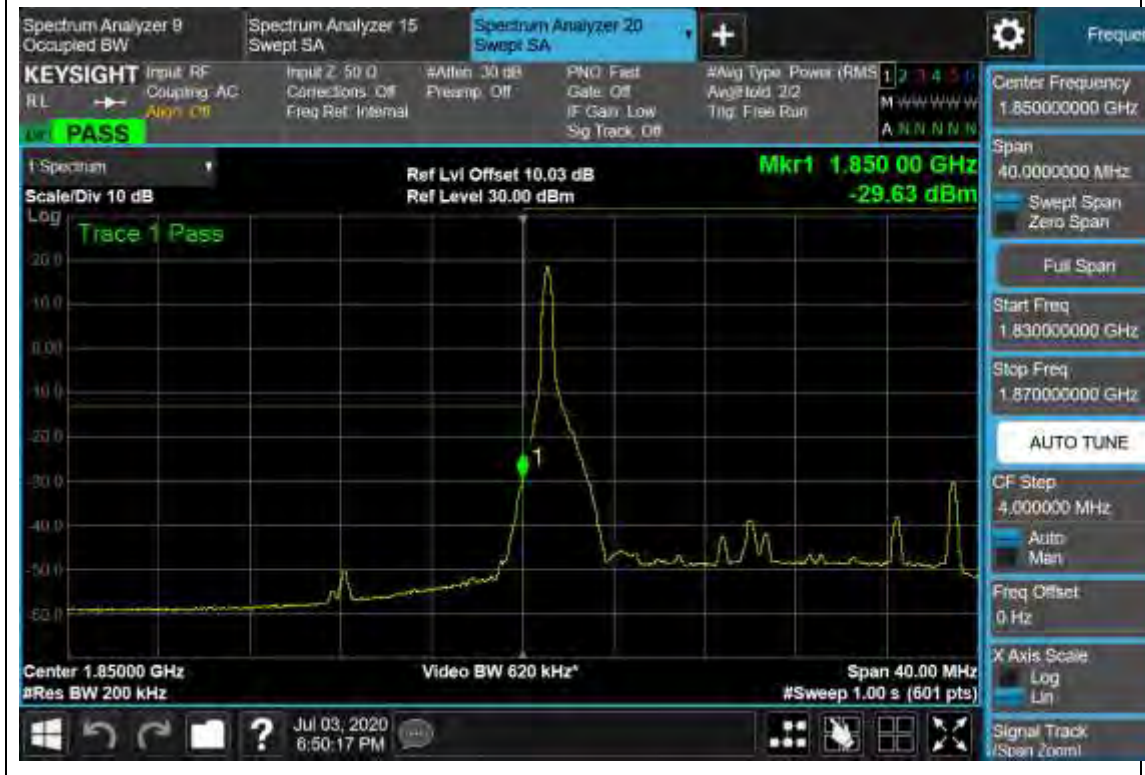 Spectrum Analyzer 9
Occupied BW
Spectrum Analyzer 15
Swept SA
Spectrum Analyzer 20
Swept SA
+
Frequen
KEYSIGHT
RL
Input: RF
Coupling: AC
Align: Off
Input Z: 50 Ω
Corrections: Off
Freq Ref: Internal
#Atten: 30 dB
Preamp: Off
PNO: Fast
Gate: Off
IF Gain: Low
Sig Track: Off
#Avg Type: Power (RMS
Avg|Hold: 2/2
Trig: Free Run
1 2 3 4 5 6
M W W W W W
A N N N N N
PASS
1 Spectrum
Scale/Div 10 dB
Ref Lvl Offset 10.03 dB
Ref Level 30.00 dBm
Mkr1 1.850 00 GHz
-29.63 dBm
Log
Trace 1 Pass
20.0
10.0
0.00
-10.0
-20.0
-30.0
-40.0
-50.0
-60.0
1
Center 1.85000 GHz
#Res BW 200 kHz
Video BW 620 kHz*
Span 40.00 MHz
#Sweep 1.00 s (601 pts)
Center Frequency
1.850000000 GHz
Span
40.0000000 MHz
Swept Span
Zero Span
Full Span
Start Freq
1.830000000 GHz
Stop Freq
1.870000000 GHz
AUTO TUNE
CF Step
4.000000 MHz
Auto
Man
Freq Offset
0 Hz
X Axis Scale
Log
Lin
Signal Track
(Span Zoom)
?
Jul 03, 2020
6:50:17 PM